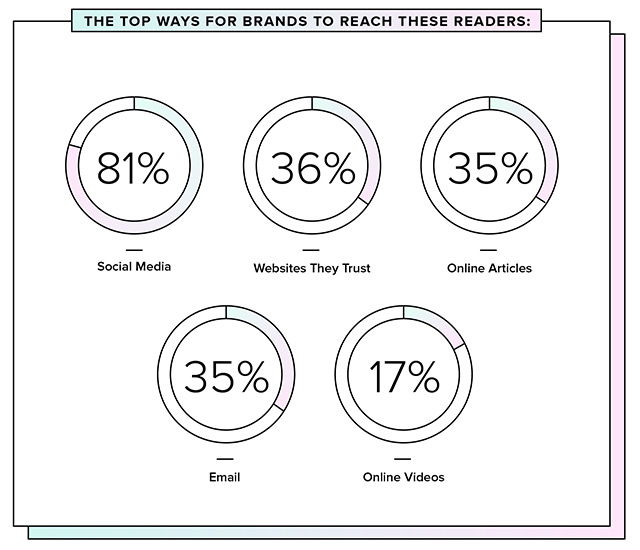 THE TOP WAYS FOR BRANDS TO REACH THESE READERS:
81%
Social Media
36%
Websites They Trust
35%
Online Articles
35%
Email
17%
Online Videos